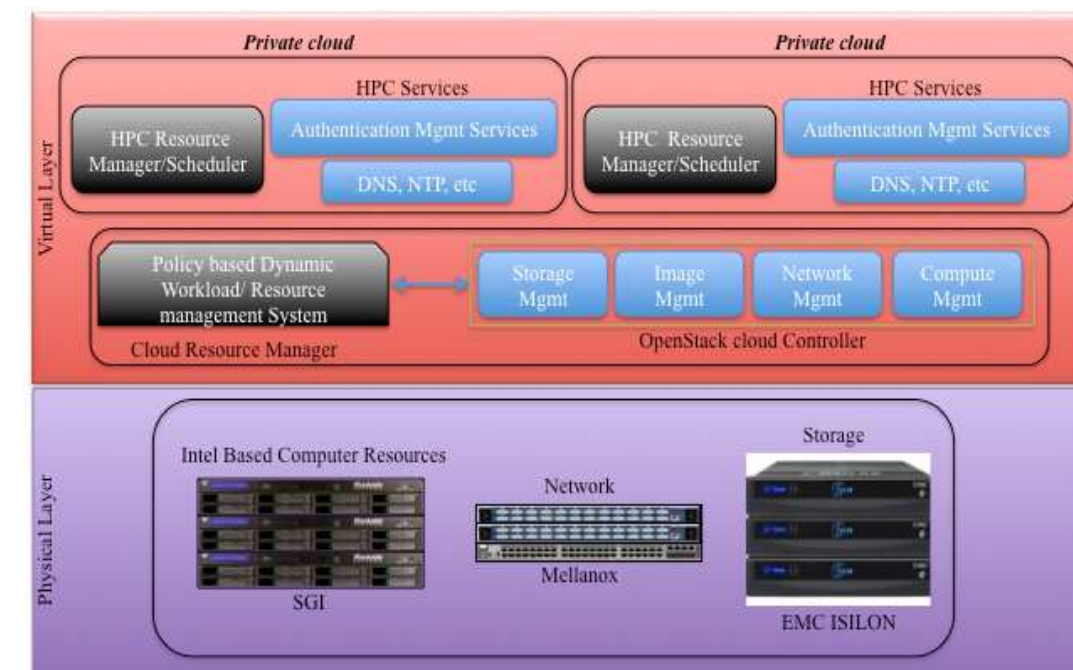 Private cloud
Private cloud
HPC Services
HPC Resource
Manager/Scheduler
Authentication Mgmt Services
DNS, NTP, etc
HPC Services
HPC Resource
Manager/Scheduler
Authentication Mgmt Services
DNS, NTP, etc
Virtual Layer
Policy based Dynamic
Workload/ Resource
management System
Cloud Resource Manager
Storage
Mgmt
Image
Mgmt
Network
Mgmt
Compute
Mgmt
OpenStack cloud Controller
Physical Layer
Intel Based Computer Resources
SGI
Network
Mellanox
Storage
EMC ISILON